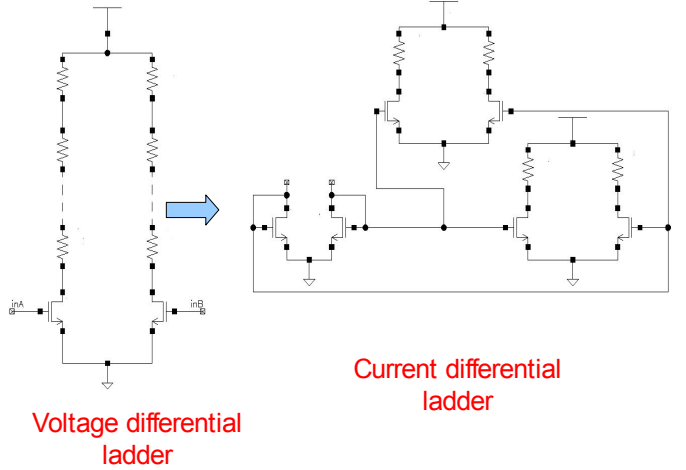 inA
inB
Voltage differential
ladder
Current differential
ladder